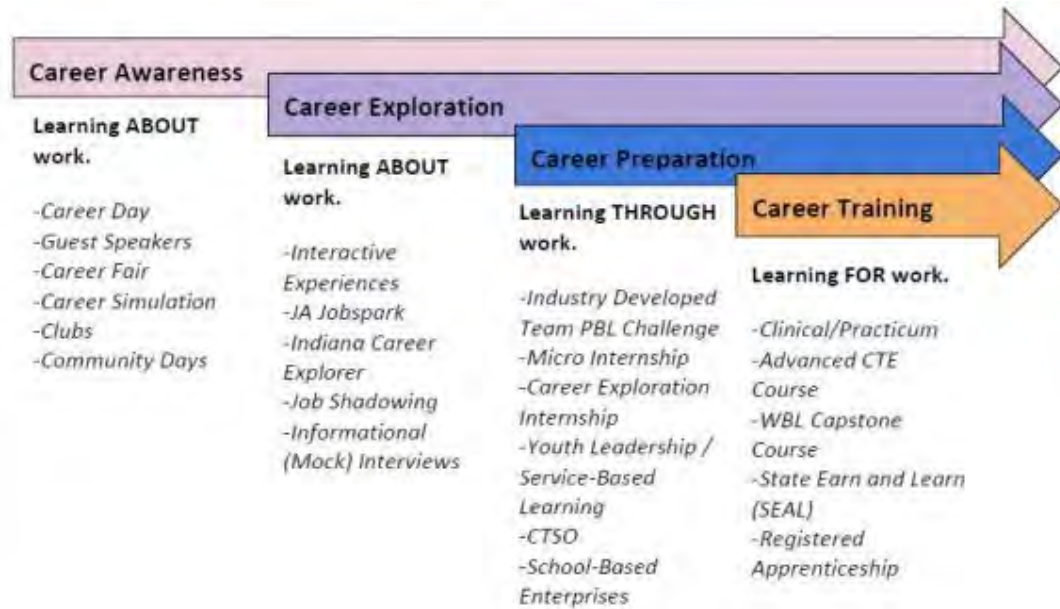 Career Awareness
Learning ABOUT
work.
-Career Day
-Guest Speakers
-Career Fair
-Career Simulation
-Clubs
-Community Days
Career Exploration
Learning ABOUT
work.
-Interactive
Experiences
-JA Jobspark
-Indiana Career
Explorer
-Job Shadowing
-Informational
(Mock) Interviews
Career Preparation
Learning THROUGH
work.
-Industry Developed
Team PBL Challenge
-Micro Internship
-Career Exploration
Internship
-Youth Leadership /
Service-Based
Learning
-CTSO
-School-Based
Enterprises
Career Training
Learning FOR work.
-Clinical/Practicum
-Advanced CTE
Course
-WBL Capstone
Course
-State Earn and Learn
(SEAL)
-Registered
Apprenticeship